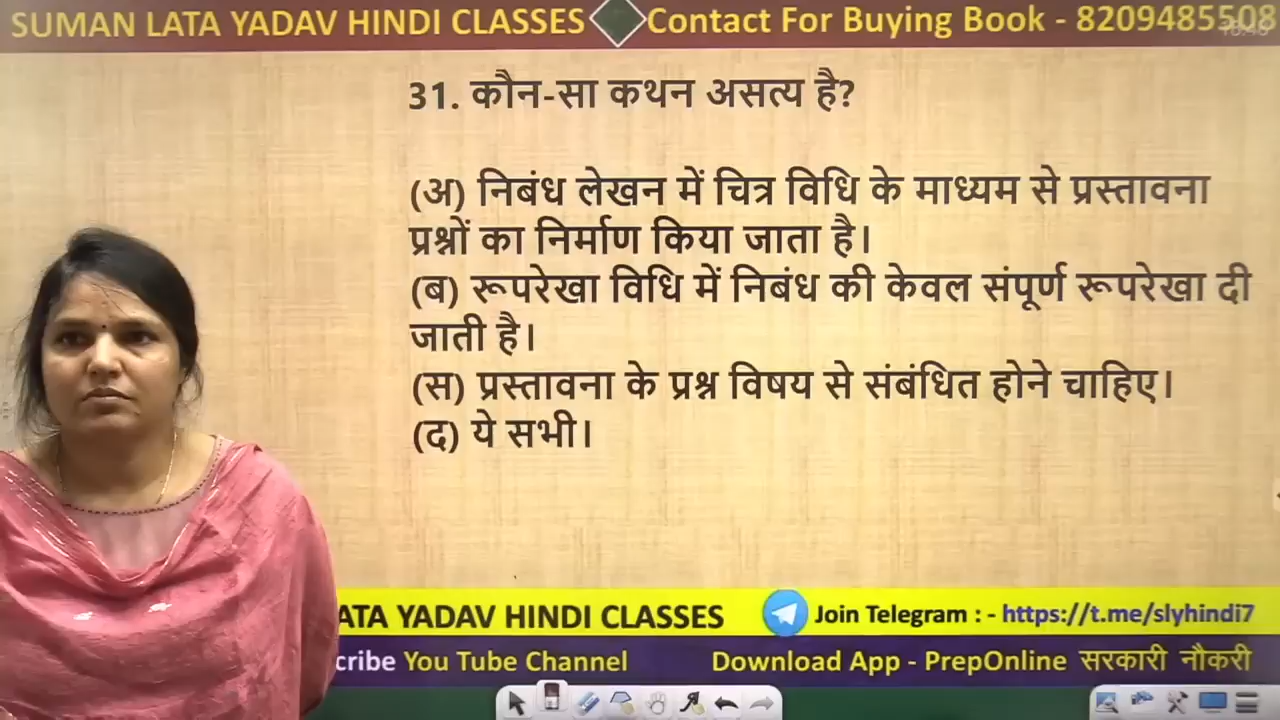 SUMAN LATA YADAV HINDI CLASSES Contact For Buying Book - 8209485508
31. कौन-सा कथन असत्य है?
(अ) निबंध लेखन में चित्र विधि के माध्यम से प्रस्तावना
प्रश्नों का निर्माण किया जाता है।
(ब) रूपरेखा विधि में निबंध की केवल संपूर्ण रूपरेखा दी
जाती है।
(स) प्रस्तावना के प्रश्न विषय से संबंधित होने चाहिए।
(द) ये सभी।
ATA YADAV HINDI CLASSES Join Telegram : - https://t.me/slyhindi7
cribe You Tube Channel Download App - PrepOnline सरकारी नौकरी